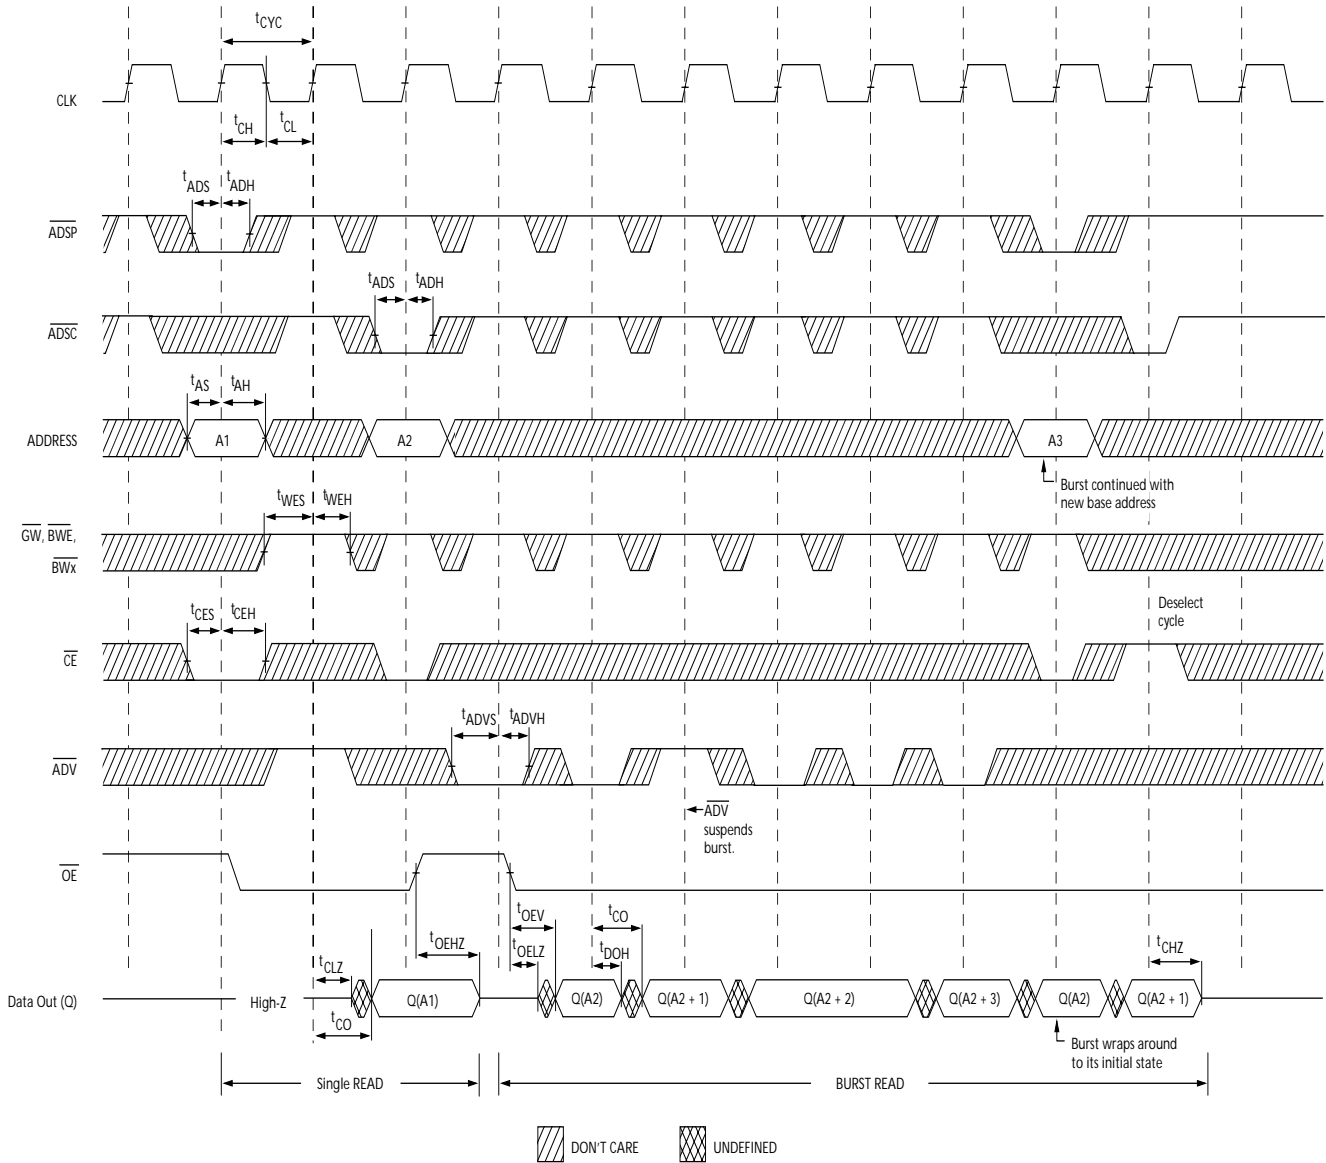 tCYC
CLK
tCH
tCL
tADS
tADH
ADSP
tADS
tADH
ADSC
tAS
tAH
ADDRESS
A1
A2
A3
Burst continued with
new base address
tWES
tWEH
GW, BWE,
BWx
Deselect
cycle
tCES
tCEH
CE
tADVS
tADVH
ADV
ADV
suspends
burst.
OE
tOEV
tCO
tOEHZ
tOELZ
tDOH
tCHZ
tCLZ
Data Out (Q)
High-Z
Q(A1)
Q(A2)
Q(A2 + 1)
Q(A2 + 2)
Q(A2 + 3)
Q(A2)
Q(A2 + 1)
tCO
Burst wraps around
to its initial state
Single READ
BURST READ
DON'T CARE
UNDEFINED